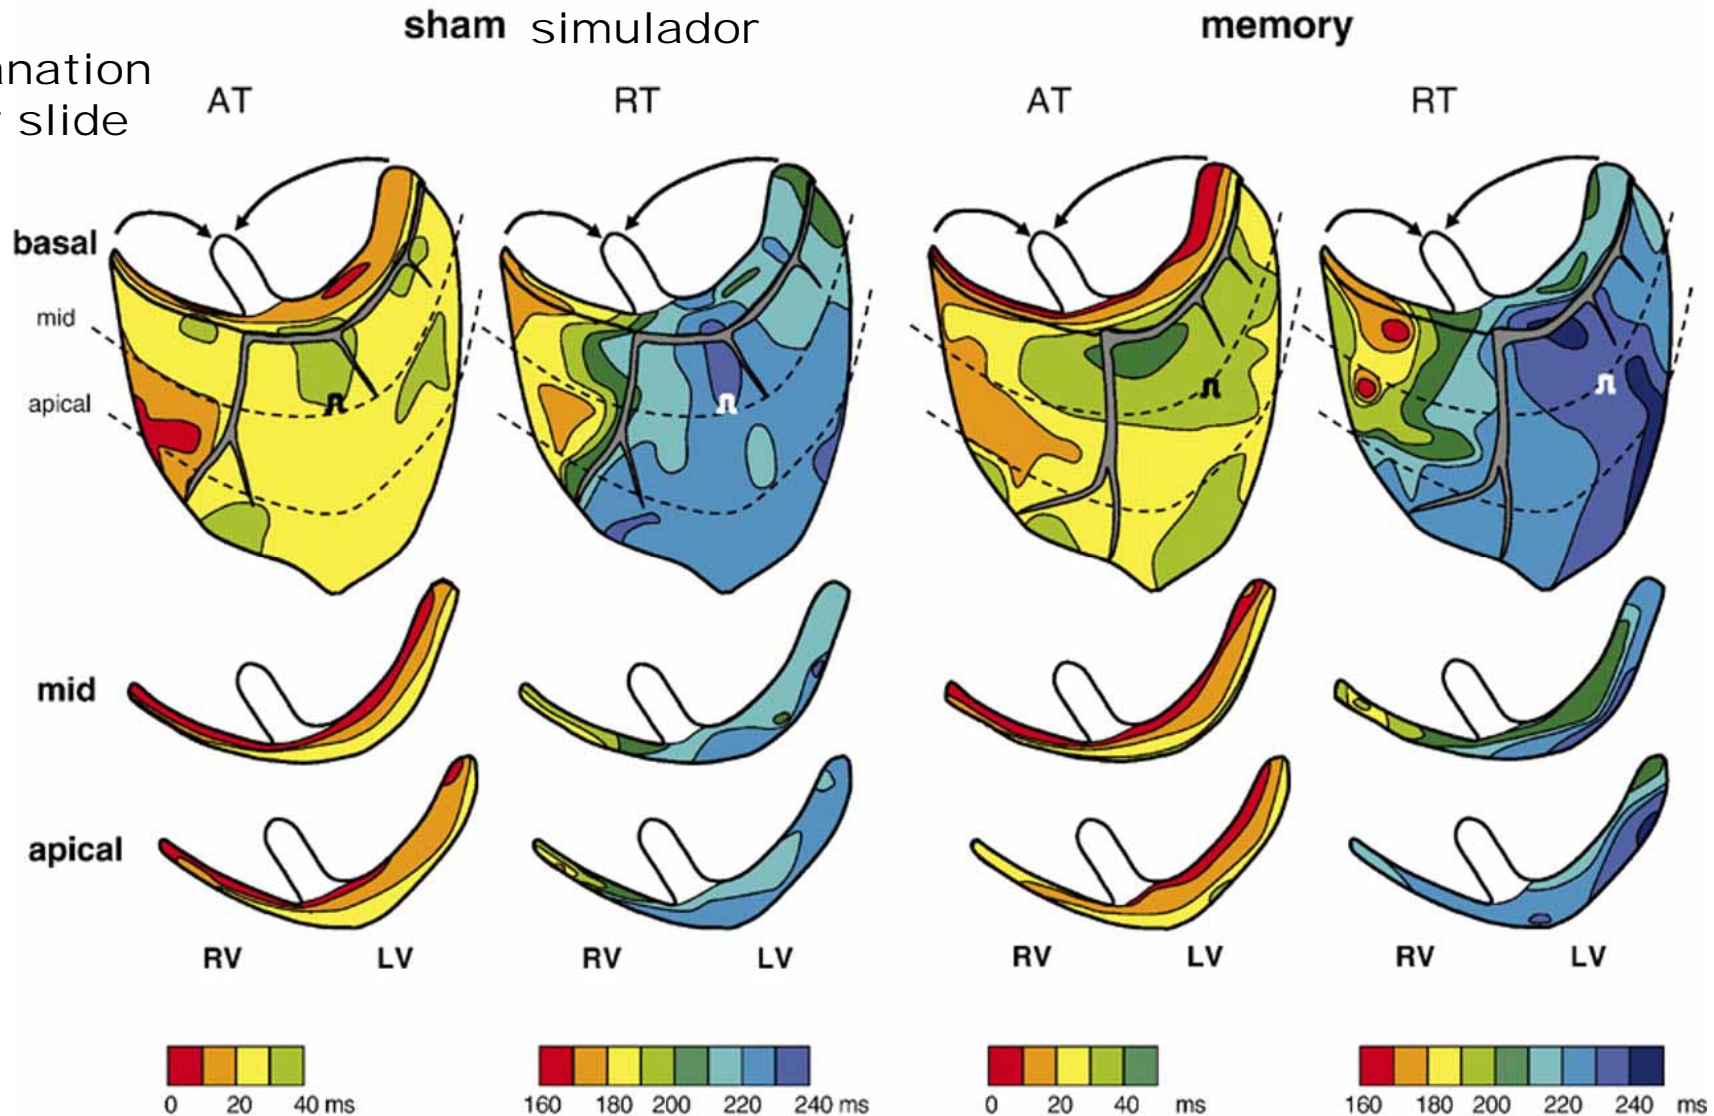 sham simulador
memory
slide
AT
RT
AT
RT
basal
mid
apical
mid
apical
RV LV RV LV RV LV RV LV
0 20 40 ms
160 180 200 220 240 ms
0 20 40 ms
160 180 200 220 240 ms